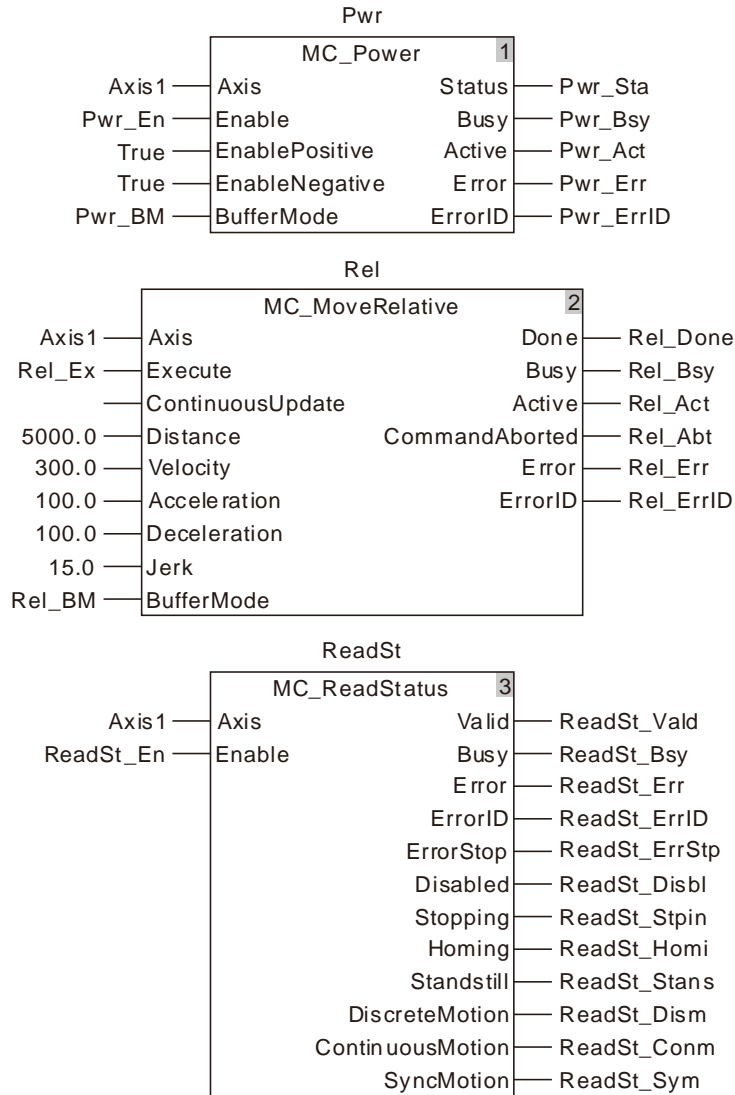 Pwr
MC_Power 1
Axis1 Axis Status Pwr_Sta
Pwr_En Enable Busy Pwr_Bsy
True EnablePositive Active Pwr_Act
True EnableNegative Error Pwr_Err
Pwr_BM BufferMode ErrorID Pwr_ErrID
Rel
MC_MoveRelative 2
Axis1 Axis Done Rel_Done
Rel_Ex Execute Busy Rel_Bsy
ContinuousUpdate Active Rel_Act
5000.0 Distance CommandAborted Rel_Abt
300.0 Velocity Error Rel_Err
100.0 Acceleration ErrorID Rel_ErrID
100.0 Deceleration
15.0 Jerk
Rel_BM BufferMode
ReadSt
MC_ReadStatus 3
Axis1 Axis Valid ReadSt_Vald
ReadSt_En Enable Busy ReadSt_Bsy
Error ReadSt_Err
ErrorID ReadSt_ErrID
ErrorStop ReadSt_ErrStp
Disabled ReadSt_Disbl
Stopping ReadSt_Stpin
Homing ReadSt_Homi
Standstill ReadSt_Stans
DiscreteMotion ReadSt_Dism
ContinuousMotion ReadSt_Conm
SyncMotion ReadSt_Sym